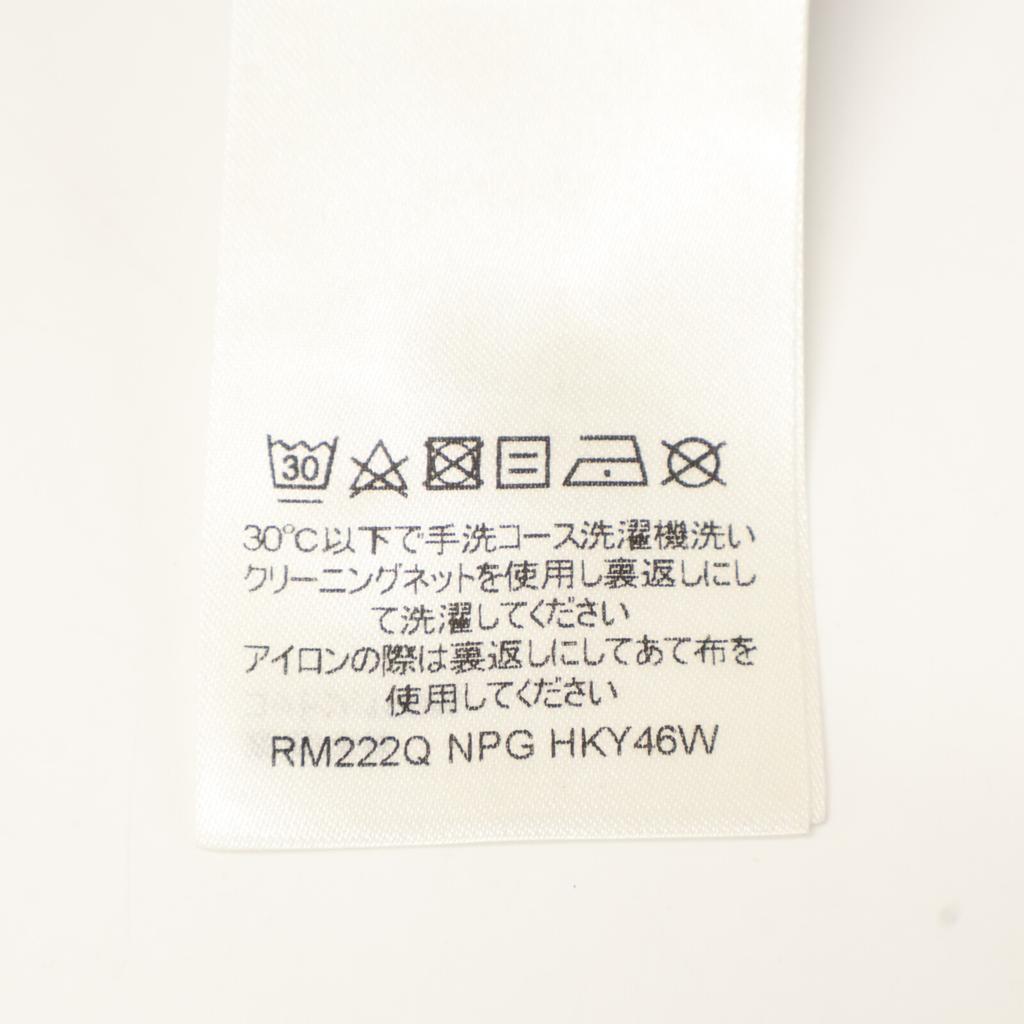 30
30℃以下で手洗コース洗濯機洗い
クリーニングネットを使用し裏返しにし
て洗濯してください
アイロンの際は裏返しにしてあて布を
使用してください
RM222Q NPG HKY46W